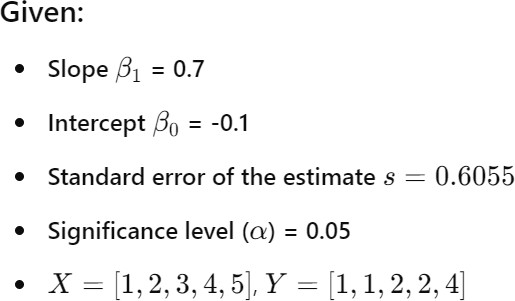 Given:
• Slope β₁ = 0.7
• Intercept β₀ = -0.1
• Standard error of the estimate s = 0.6055
• Significance level (α) = 0.05
• X = [1, 2, 3, 4, 5], Y = [1, 1, 2, 2, 4]